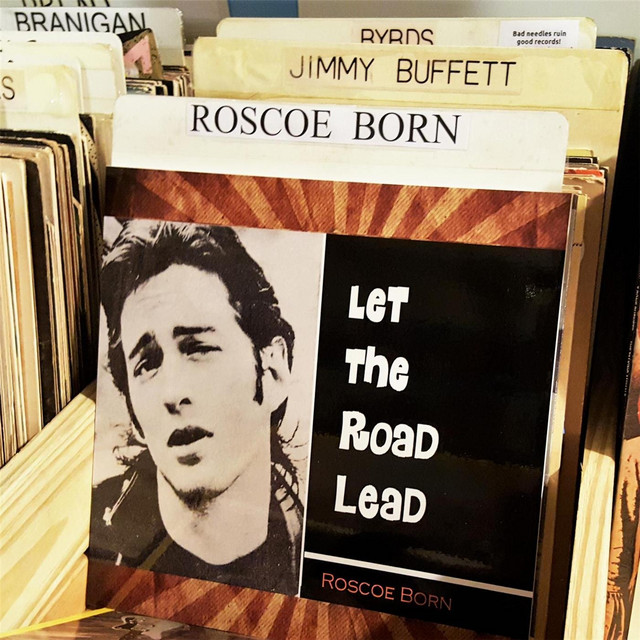 BRANIGAN
BYRDS
Bad needles ruin
good records!
JIMMY BUFFETT
S
ROSCOE BORN
LeT
The
RoaD
LeaD
ROSCOE BORN